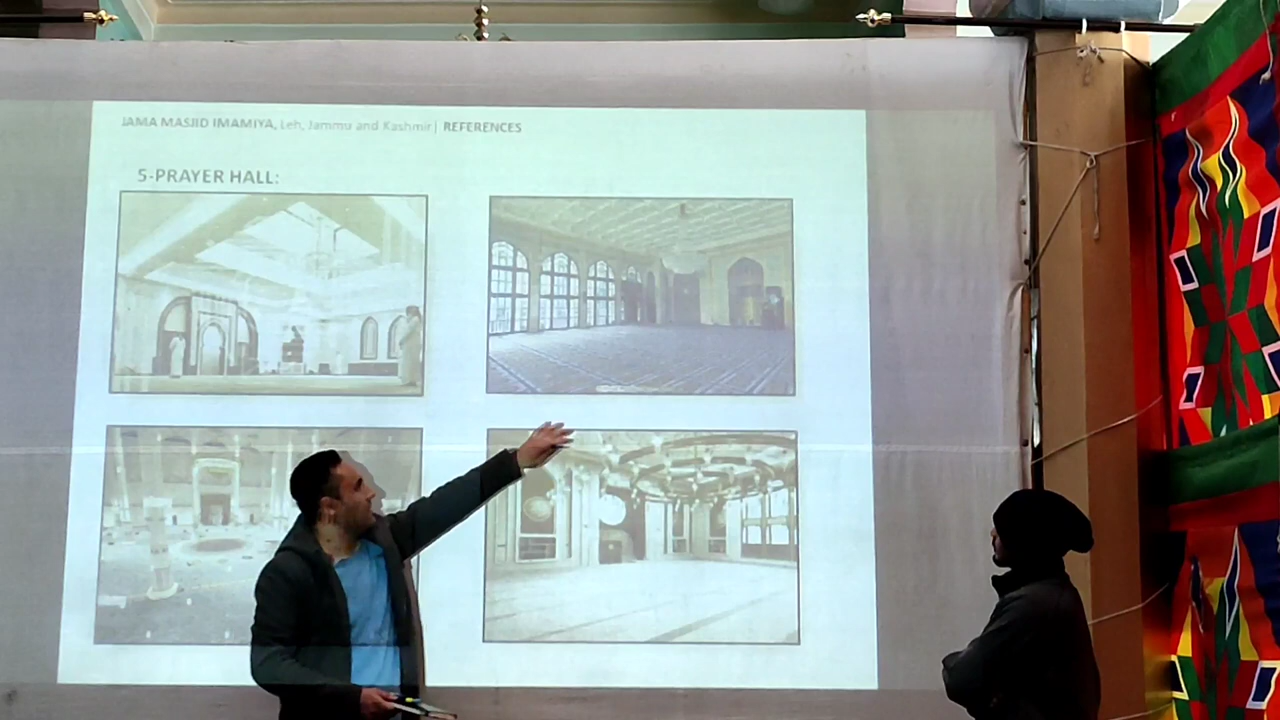 JAMA MASJID IMAMIYA, Leh, Jammu and Kashmir| REFERENCES
5-PRAYER HALL: